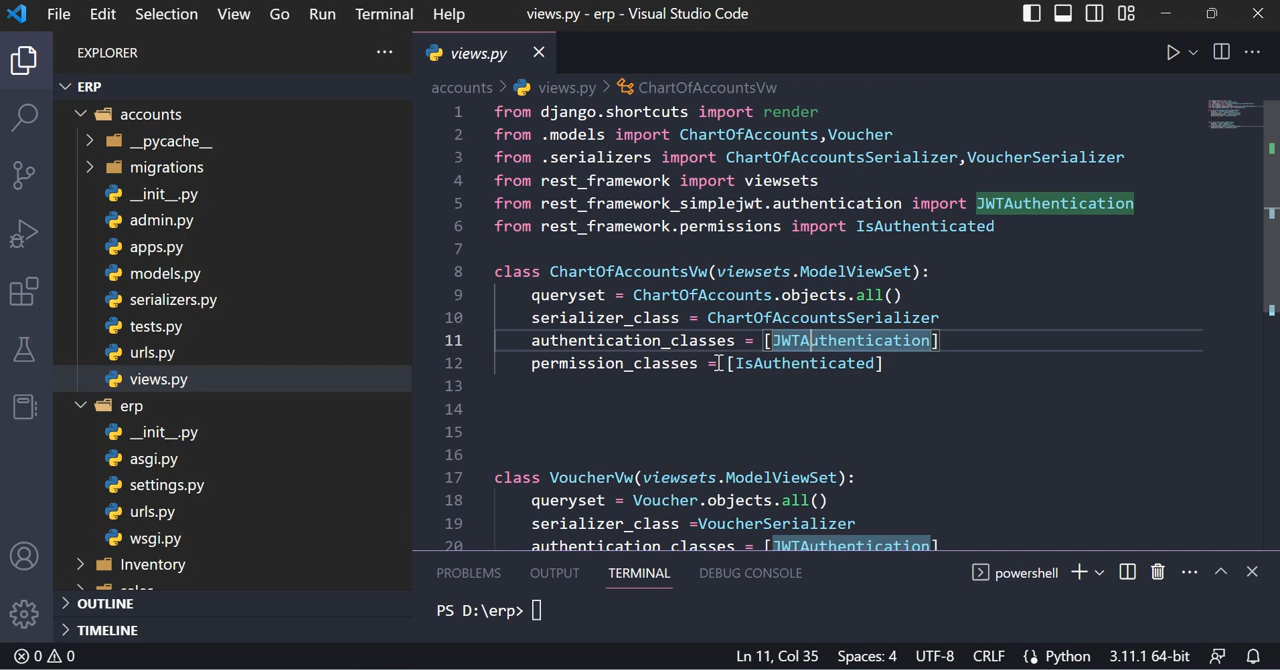 File Edit Selection View Go Run Terminal Help views.py - erp - Visual Studio Code
EXPLORER
ERP
accounts
__pycache__
migrations
__init__.py
admin.py
apps.py
models.py
serializers.py
tests.py
urls.py
views.py
erp
__init__.py
asgi.py
settings.py
urls.py
wsgi.py
Inventory
OUTLINE
TIMELINE
views.py
accounts > views.py > ChartOfAccountsVw
1 from django.shortcuts import render
2 from .models import ChartOfAccounts,Voucher
3 from .serializers import ChartOfAccountsSerializer,VoucherSerializer
4 from rest_framework import viewsets
5 from rest_framework_simplejwt.authentication import JWTAuthentication
6 from rest_framework.permissions import IsAuthenticated
7
8 class ChartOfAccountsVw(viewsets.ModelViewSet):
9 queryset = ChartOfAccounts.objects.all()
10 serializer_class = ChartOfAccountsSerializer
11 authentication_classes = [JWTAuthentication]
12 permission_classes =[IsAuthenticated]
13
14
15
16
17 class VoucherVw(viewsets.ModelViewSet):
18 queryset = Voucher.objects.all()
19 serializer_class =VoucherSerializer
20 authentication_classes = [JWTAuthentication]
PROBLEMS OUTPUT TERMINAL DEBUG CONSOLE powershell
PS D:\erp>
0 0 Ln 11, Col 35 Spaces: 4 UTF-8 CRLF Python 3.11.1 64-bit